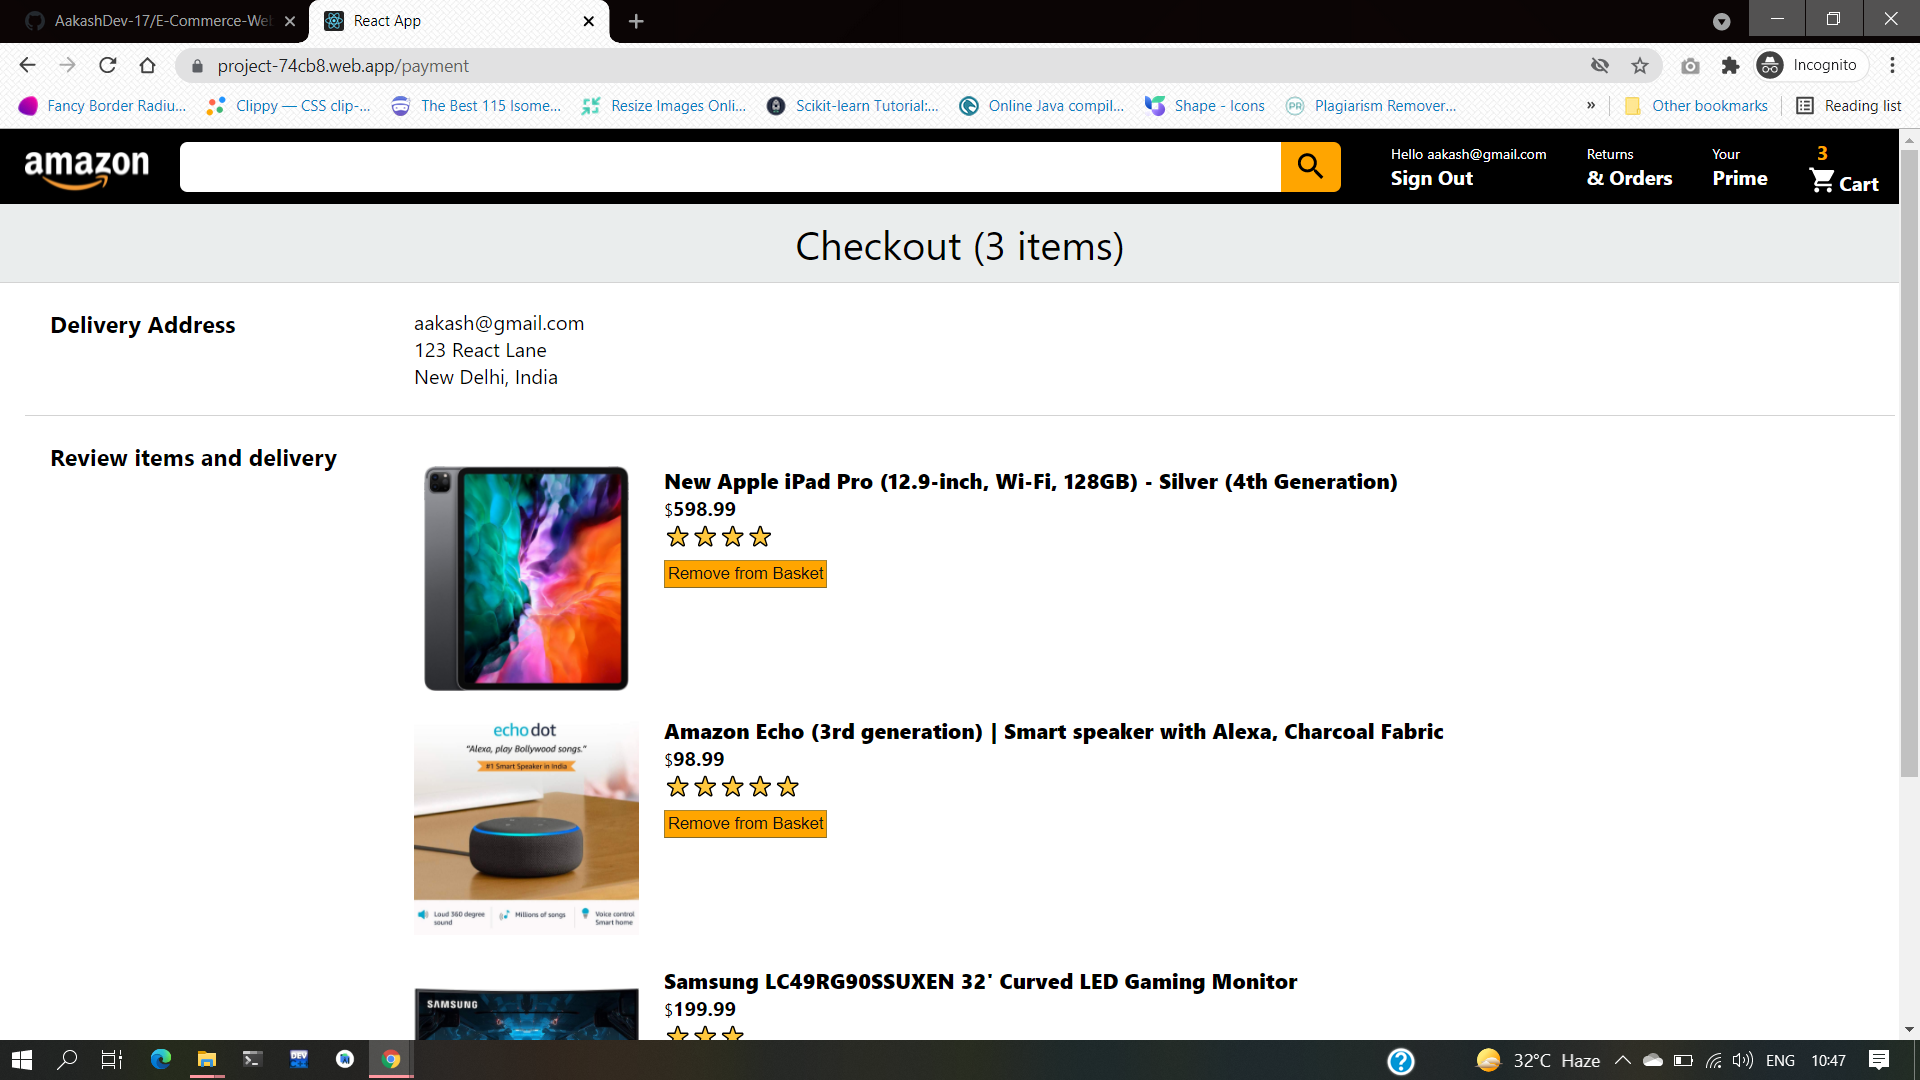 AakashDev-17/E-Commerce-Web
React App
project-74cb8.web.app/payment
Incognito
Fancy Border Radiu...
Clippy — CSS clip-...
The Best 115 Isome...
Resize Images Onli...
Scikit-learn Tutorial:...
Online Java compil...
Shape - Icons
PR
Plagiarism Remover...
»
Other bookmarks
Reading list
amazon
Hello aakash@gmail.com
Sign Out
Returns
& Orders
Your
Prime
3
Cart
Checkout (3 items)
Delivery Address
aakash@gmail.com
123 React Lane
New Delhi, India
Review items and delivery
New Apple iPad Pro (12.9-inch, Wi-Fi, 128GB) - Silver (4th Generation)
$598.99
Remove from Basket
echo dot
"Alexa, play Bollywood songs."
#1 Smart Speaker in India
Loud 360 degree
sound
Millions of songs
Voice control
Smart home
Amazon Echo (3rd generation) | Smart speaker with Alexa, Charcoal Fabric
$98.99
Remove from Basket
SAMSUNG
Samsung LC49RG90SSUXEN 32' Curved LED Gaming Monitor
$199.99
DEV
32°C Haze
ENG
10:47